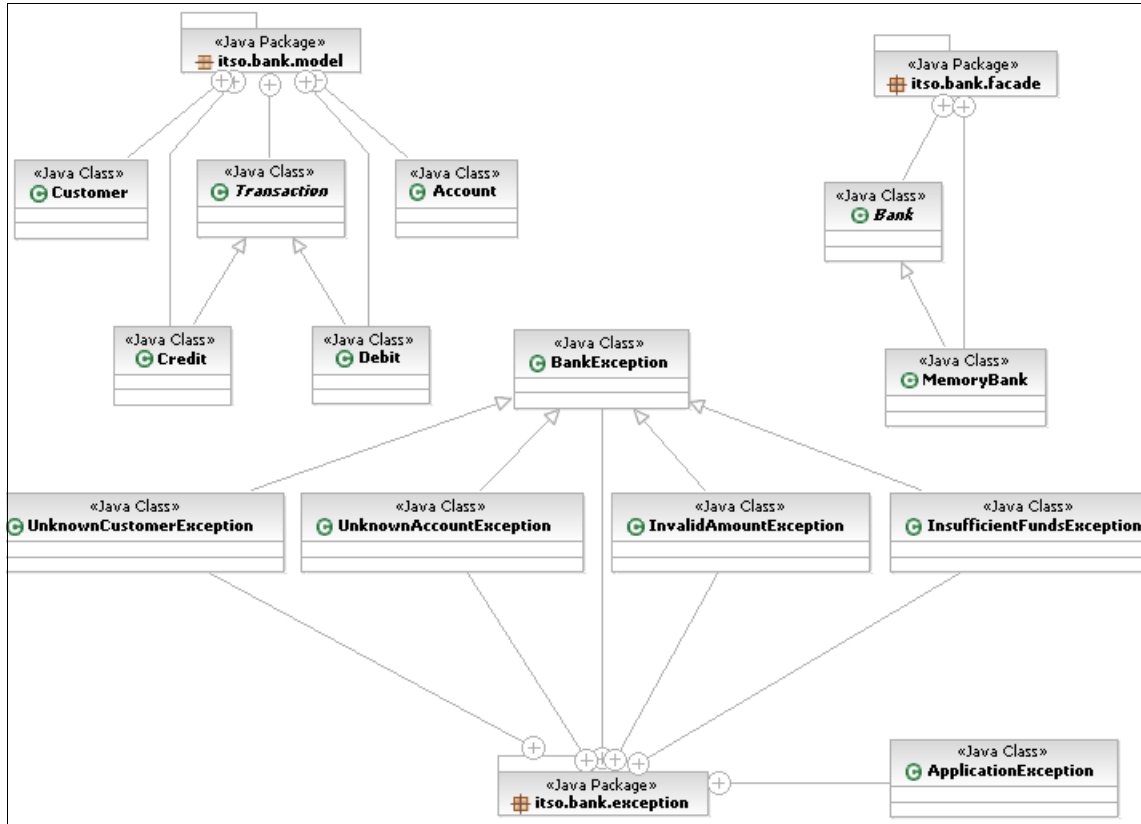 «Java Package»
itso.bank.model
«Java Package»
itso.bank.facade
«Java Class»
Customer
«Java Class»
Transaction
«Java Class»
Account
«Java Class»
Bank
«Java Class»
Credit
«Java Class»
Debit
«Java Class»
BankException
«Java Class»
MemoryBank
«Java Class»
UnknownCustomerException
«Java Class»
UnknownAccountException
«Java Class»
InvalidAmountException
«Java Class»
InsufficientFundsException
«Java Package»
itso.bank.exception
«Java Class»
ApplicationException